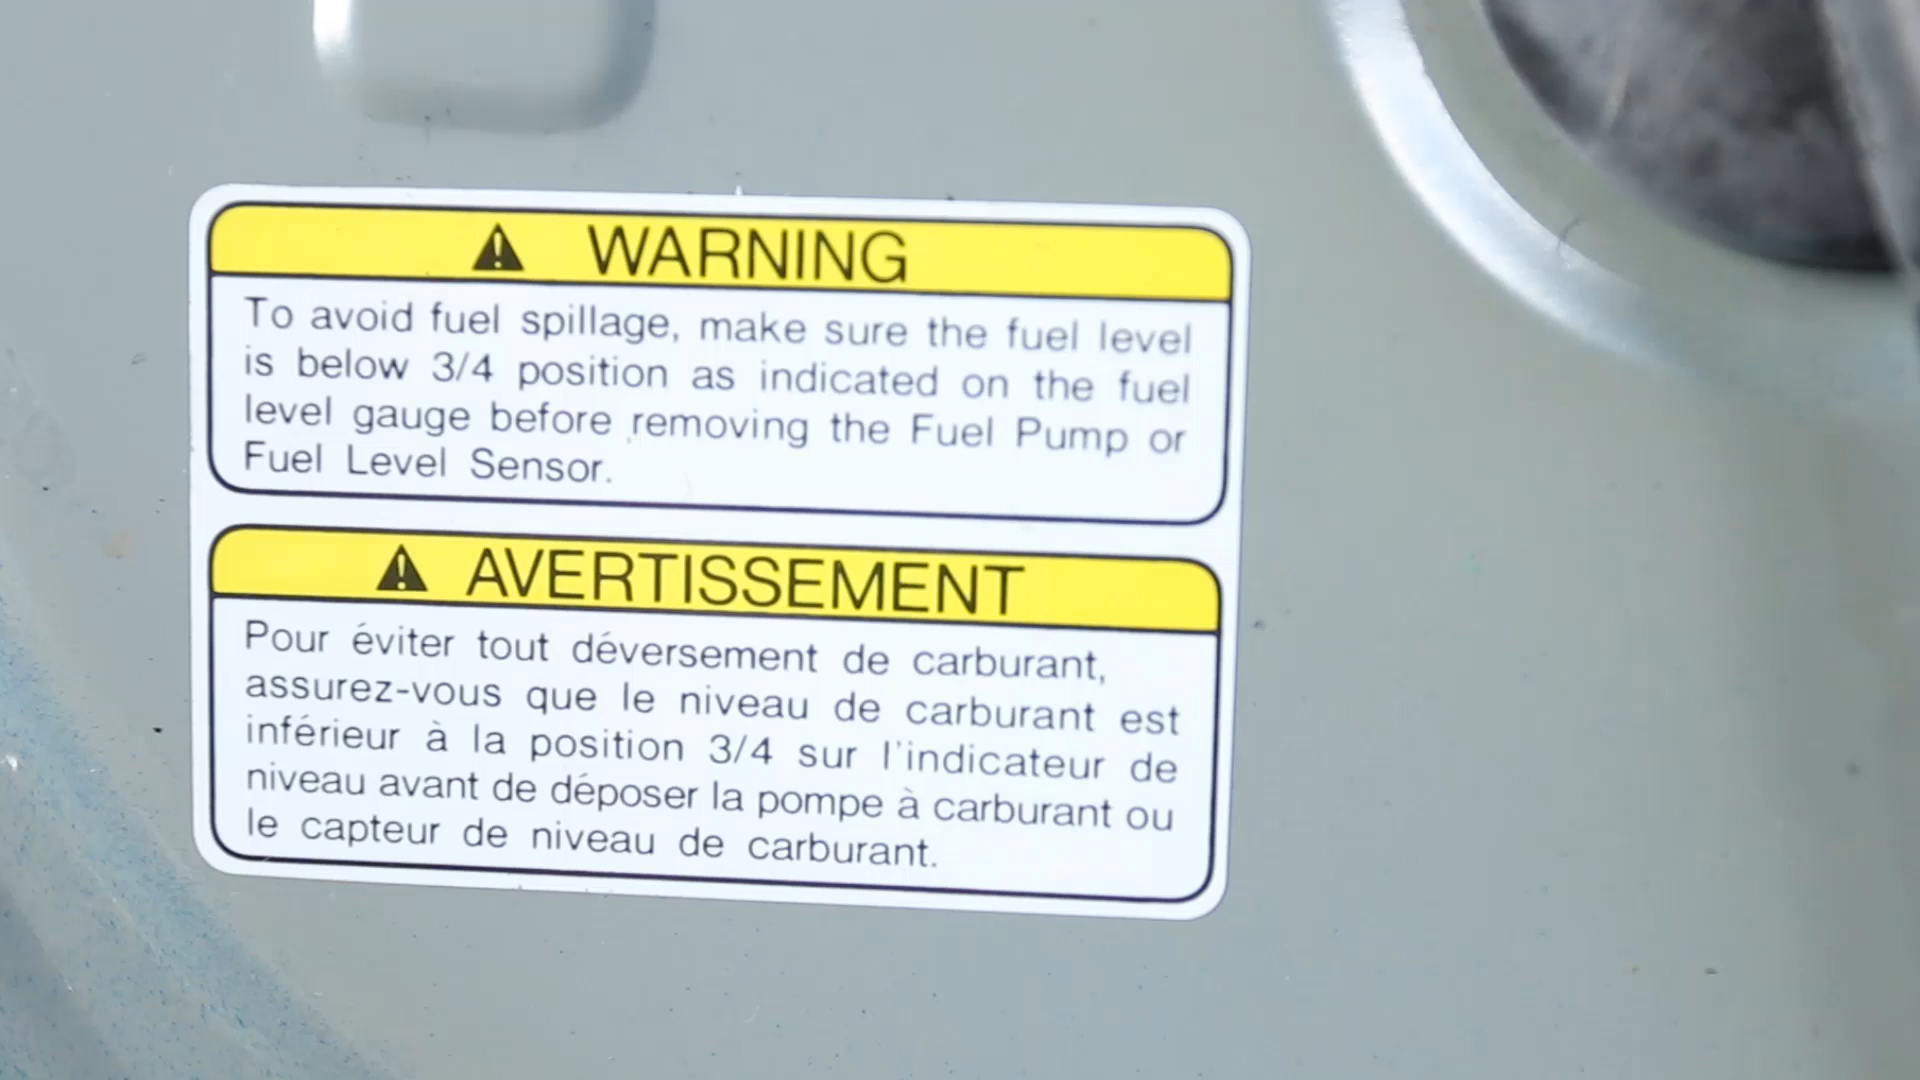 WARNING
To avoid fuel spillage, make sure the fuel level
is below 3/4 position as indicated on the fuel
level gauge before removing the Fuel Pump or
Fuel Level Sensor.
AVERTISSEMENT
Pour éviter tout déversement de carburant,
assurez-vous que le niveau de carburant est
inférieur à la position 3/4 sur l'indicateur de
niveau avant de déposer la pompe à carburant ou
le capteur de niveau de carburant.